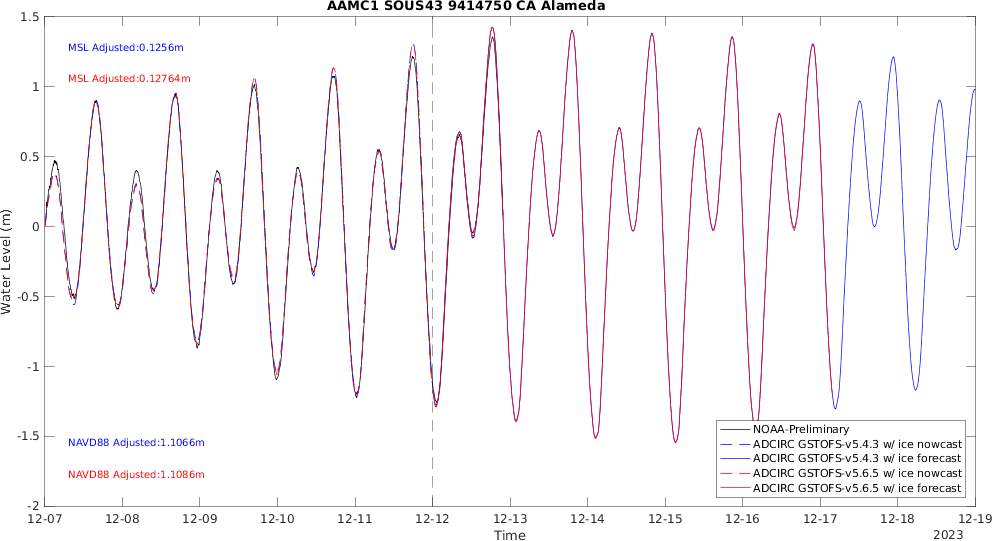 AAMC1 SOUS43 9414750 CA Alameda
1.5
1
0.5
0
-0.5
-1
-1.5
-2
Water Level (m)
MSL Adjusted:0.1256m
MSL Adjusted:0.12764m
NAVD88 Adjusted:1.1066m
NAVD88 Adjusted:1.1086m
NOAA-Preliminary
ADCIRC GSTOFS-v5.4.3 w/ ice nowcast
ADCIRC GSTOFS-v5.4.3 w/ ice forecast
ADCIRC GSTOFS-v5.6.5 w/ ice nowcast
ADCIRC GSTOFS-v5.6.5 w/ ice forecast
12-07 12-08 12-09 12-10 12-11 12-12 12-13 12-14 12-15 12-16 12-17 12-18 12-19
Time
2023